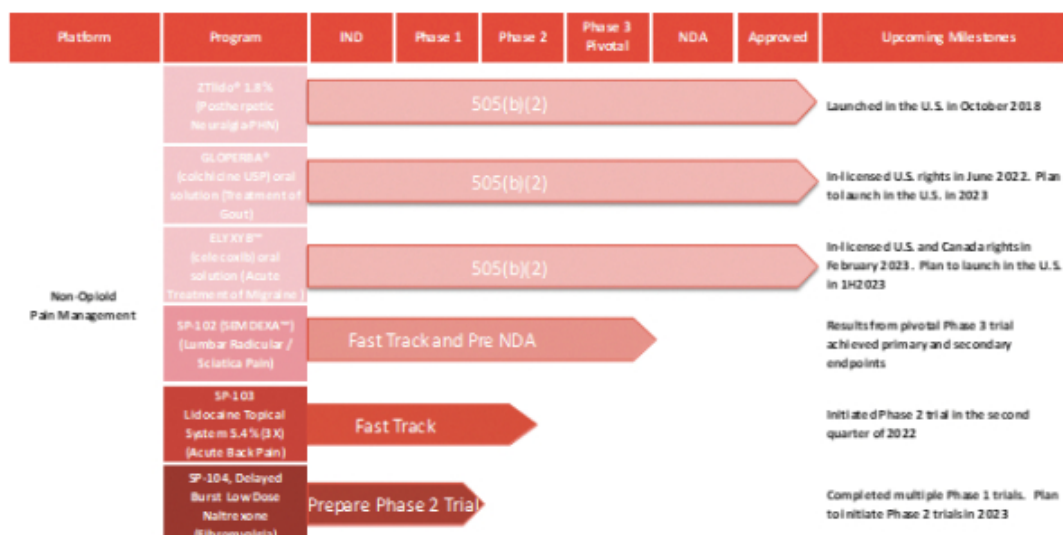 Platform Program IND Phase 1 Phase 2 Phase 3 Pivotal NDA Approved Upcoming Milestones
Non-Opioid
Pain Management
ZTlido® 1.8%
(Postherpetic
Neuralgia-PHN)
505(b)(2)
Launched in the U.S. in October 2018
GLOPERBA®
(colchicine USP) oral
solution (Treatment of
Gout)
505(b)(2)
In-licensed U.S. rights in June 2022. Plan
to launch in the U.S. in 2023
ELYXYB™
(celecoxib) oral
solution (Acute
Treatment of Migraine)
505(b)(2)
In-licensed U.S. and Canada rights in
February 2023. Plan to launch in the U.S.
in 1H2023
SP-102 (SEMDEXA™)
(Lumbar Radicular /
Sciatica Pain)
Fast Track and Pre NDA
Results from pivotal Phase 3 trial
achieved primary and secondary
endpoints
SP-103
Lidocaine Topical
System 5.4% (3X)
(Acute Back Pain)
Fast Track
Initiated Phase 2 trial in the second
quarter of 2022
SP-104, Delayed
Burst Low Dose
Naltrexone
(Fibromyalgia)
Prepare Phase 2 Trial
Completed multiple Phase 1 trials. Plan
to initiate Phase 2 trials in 2023